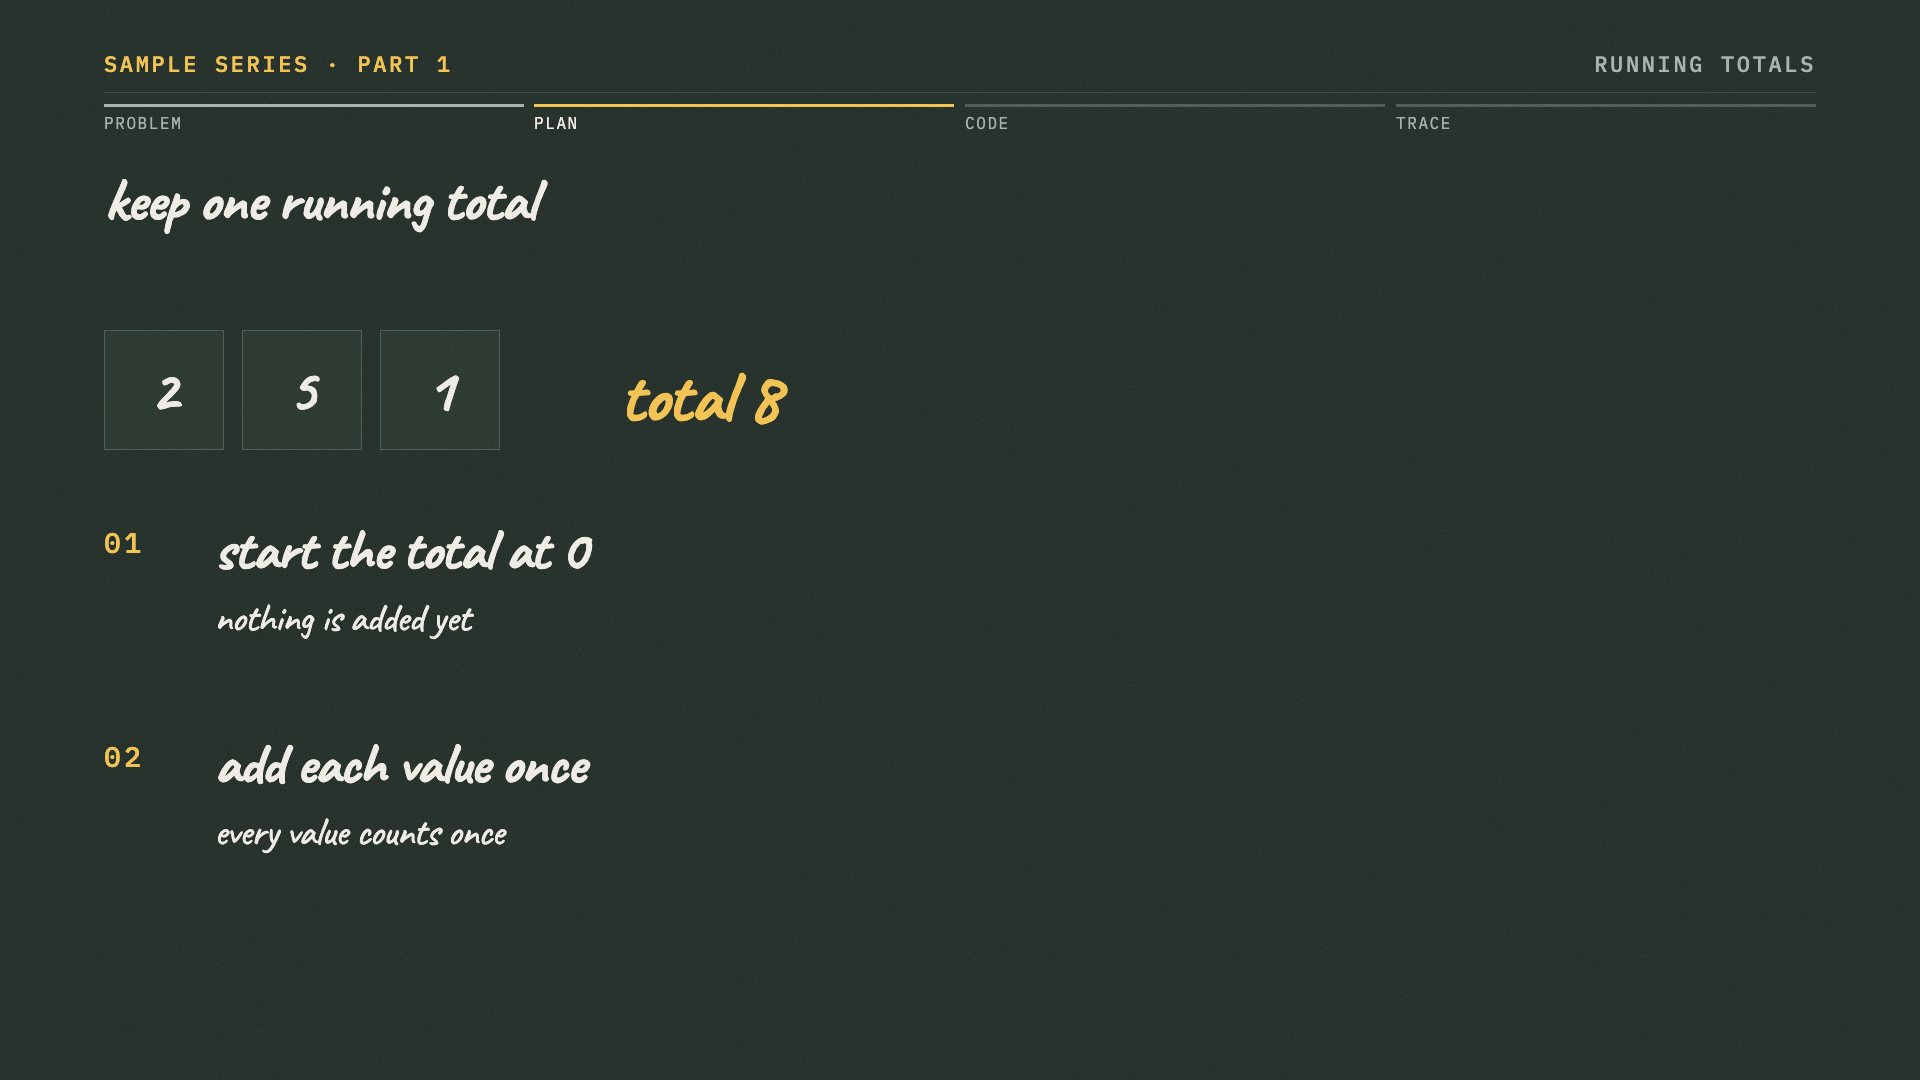 SAMPLE SERIES · PART 1
RUNNING TOTALS
PROBLEM
PLAN
CODE
TRACE
keep one running total
2 5 1
total 8
01
start the total at 0
nothing is added yet
02
add each value once
every value counts once